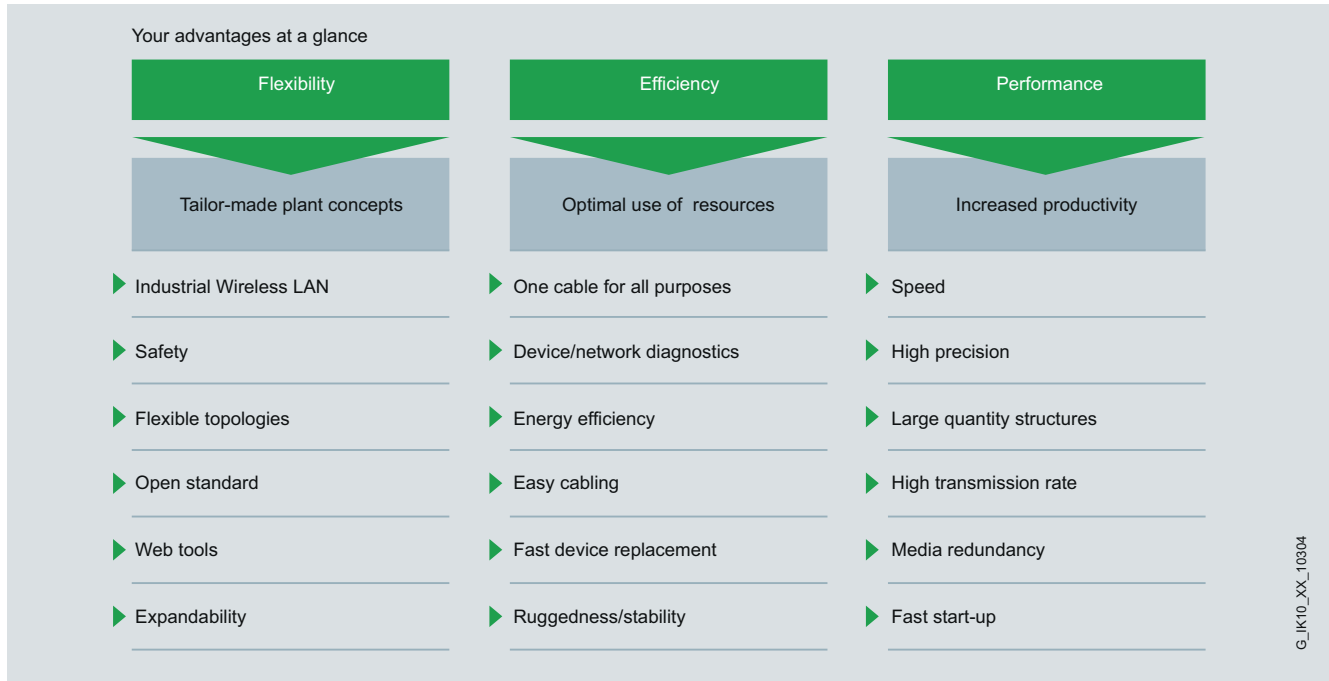 Your advantages at a glance
Flexibility
Efficiency
Performance
Tailor-made plant concepts
Optimal use of resources
Increased productivity
Industrial Wireless LAN
One cable for all purposes
Speed
Safety
Device/network diagnostics
High precision
Flexible topologies
Energy efficiency
Large quantity structures
Open standard
Easy cabling
High transmission rate
Web tools
Fast device replacement
Media redundancy
Expandability
Ruggedness/stability
Fast start-up
G_IK10_XX_10304